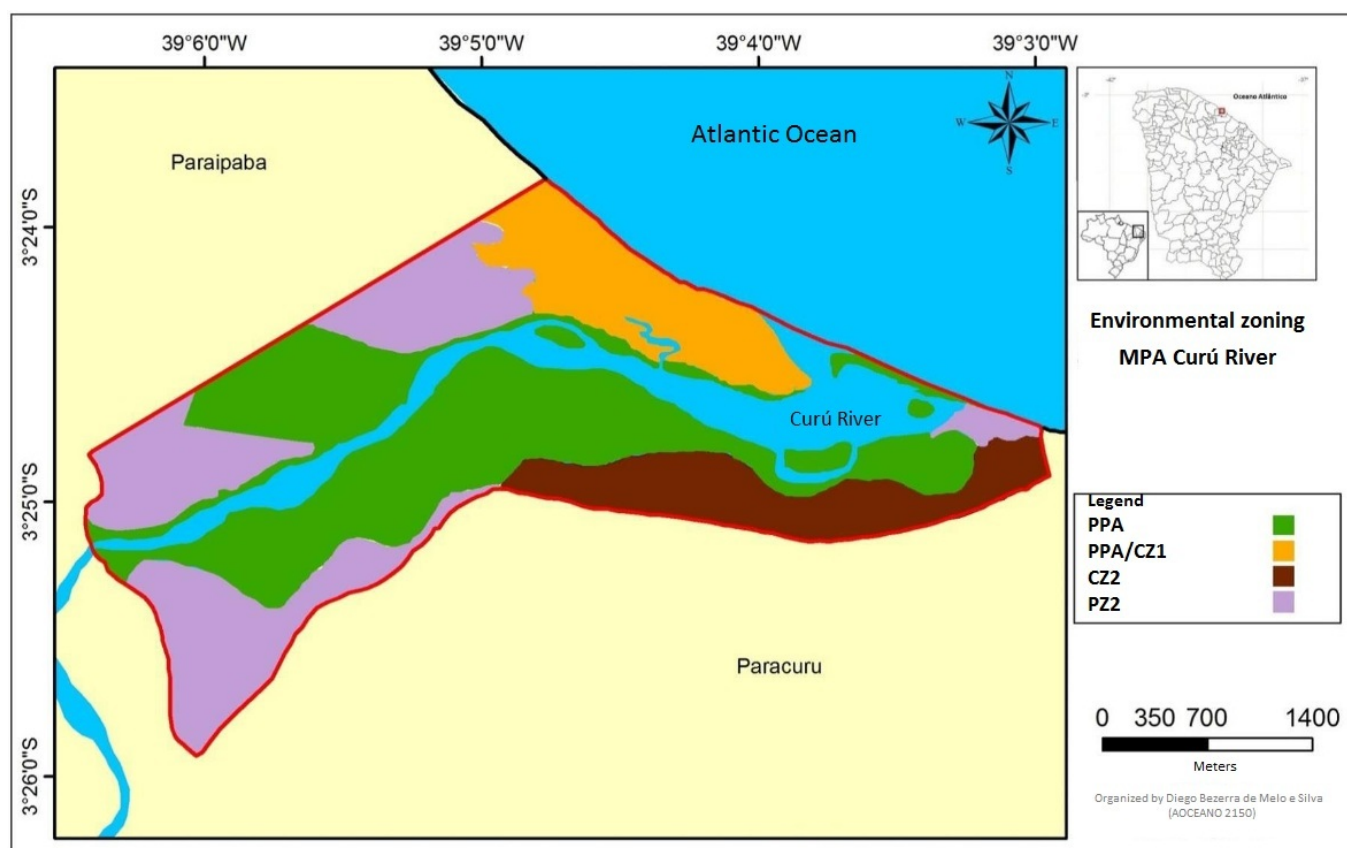 39°6'0"W 39°5'0"W 39°4'0"W 39°3'0"W
3°24'0"S
3°25'0"S
3°26'0"S
Paraipaba
Atlantic Ocean
N
W E
S
Curú River
Paracuru
Oceano Atlântico
Environmental zoning
MPA Curú River
Legend
PPA
PPA/CZ1
CZ2
PZ2
0 350 700 1400
Meters
Organized by Diego Bezerra de Melo e Silva
(AOCEANO 2150)